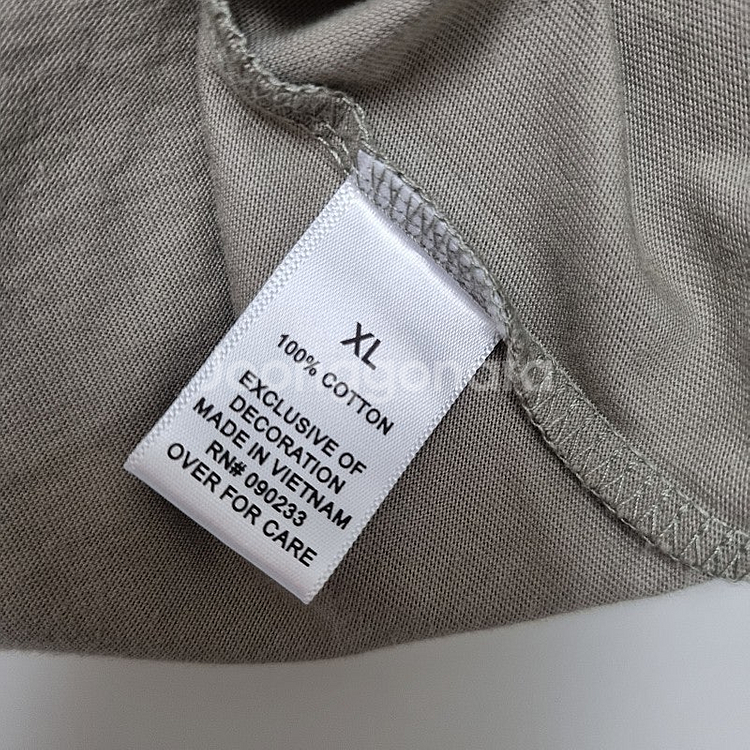 XL
100% COTTON
EXCLUSIVE OF
DECORATION
MADE IN VIETNAM
RN# 090233
OVER FOR CARE